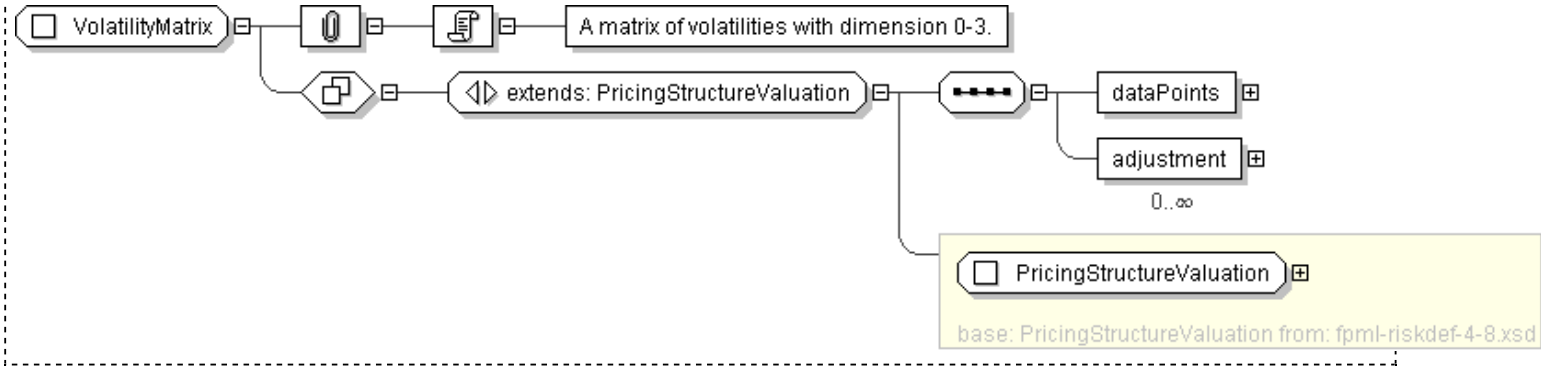 VolatilityMatrix
A matrix of volatilities with dimension 0-3.
extends: PricingStructureValuation
dataPoints
adjustment
0..∞
PricingStructureValuation
base: PricingStructureValuation from: fpml-riskdef-4-8.xsd